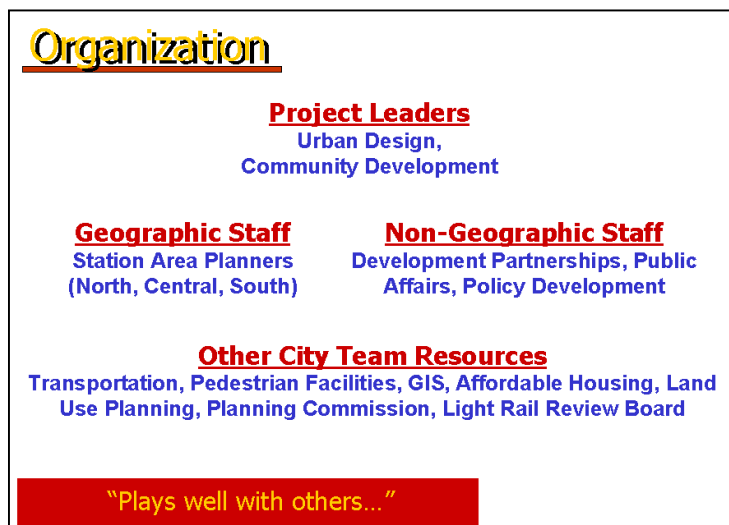 Organization
Project Leaders
Urban Design,
Community Development
Geographic Staff
Station Area Planners
(North, Central, South)
Non-Geographic Staff
Development Partnerships, Public
Affairs, Policy Development
Other City Team Resources
Transportation, Pedestrian Facilities, GIS, Affordable Housing, Land
Use Planning, Planning Commission, Light Rail Review Board
“Plays well with others…”